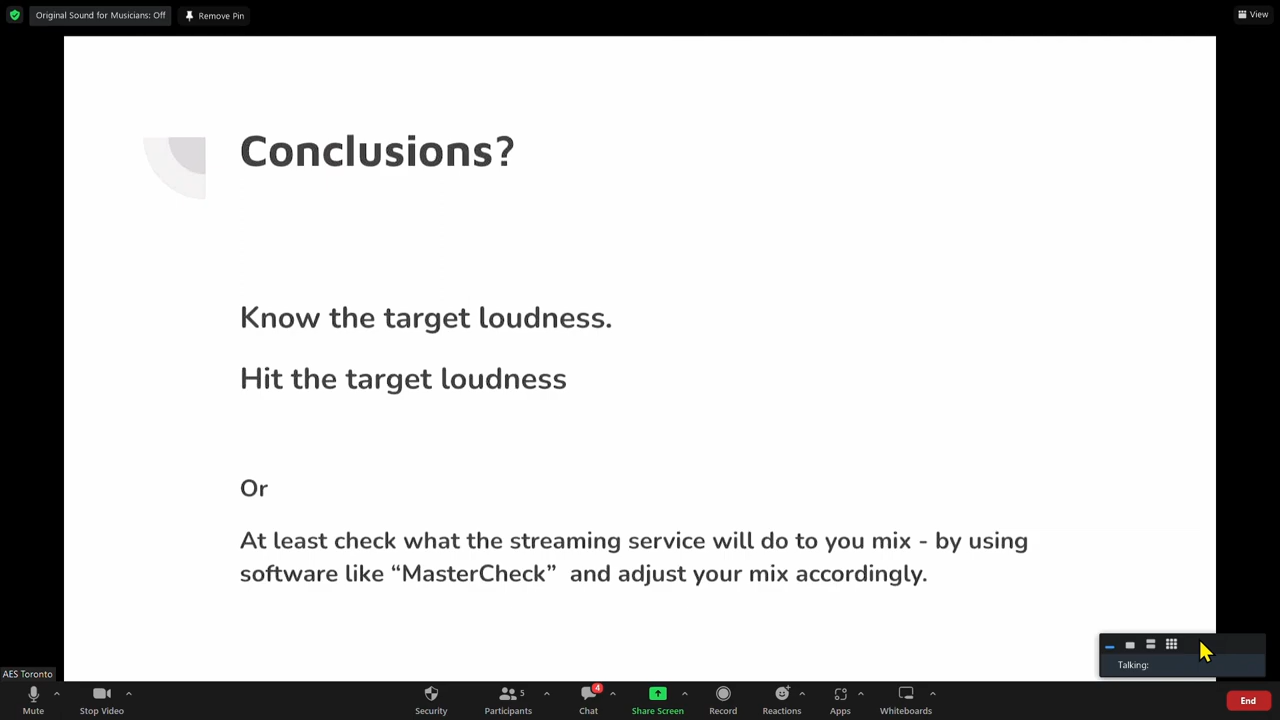 Original Sound for Musicians: Off
Remove Pin
View
Conclusions?
Know the target loudness.
Hit the target loudness
Or
At least check what the streaming service will do to you mix - by using
software like “MasterCheck”  and adjust your mix accordingly.
Talking:
AES Toronto
Mute
Stop Video
Security
5
Participants
4
Chat
Share Screen
Record
Reactions
Apps
Whiteboards
End